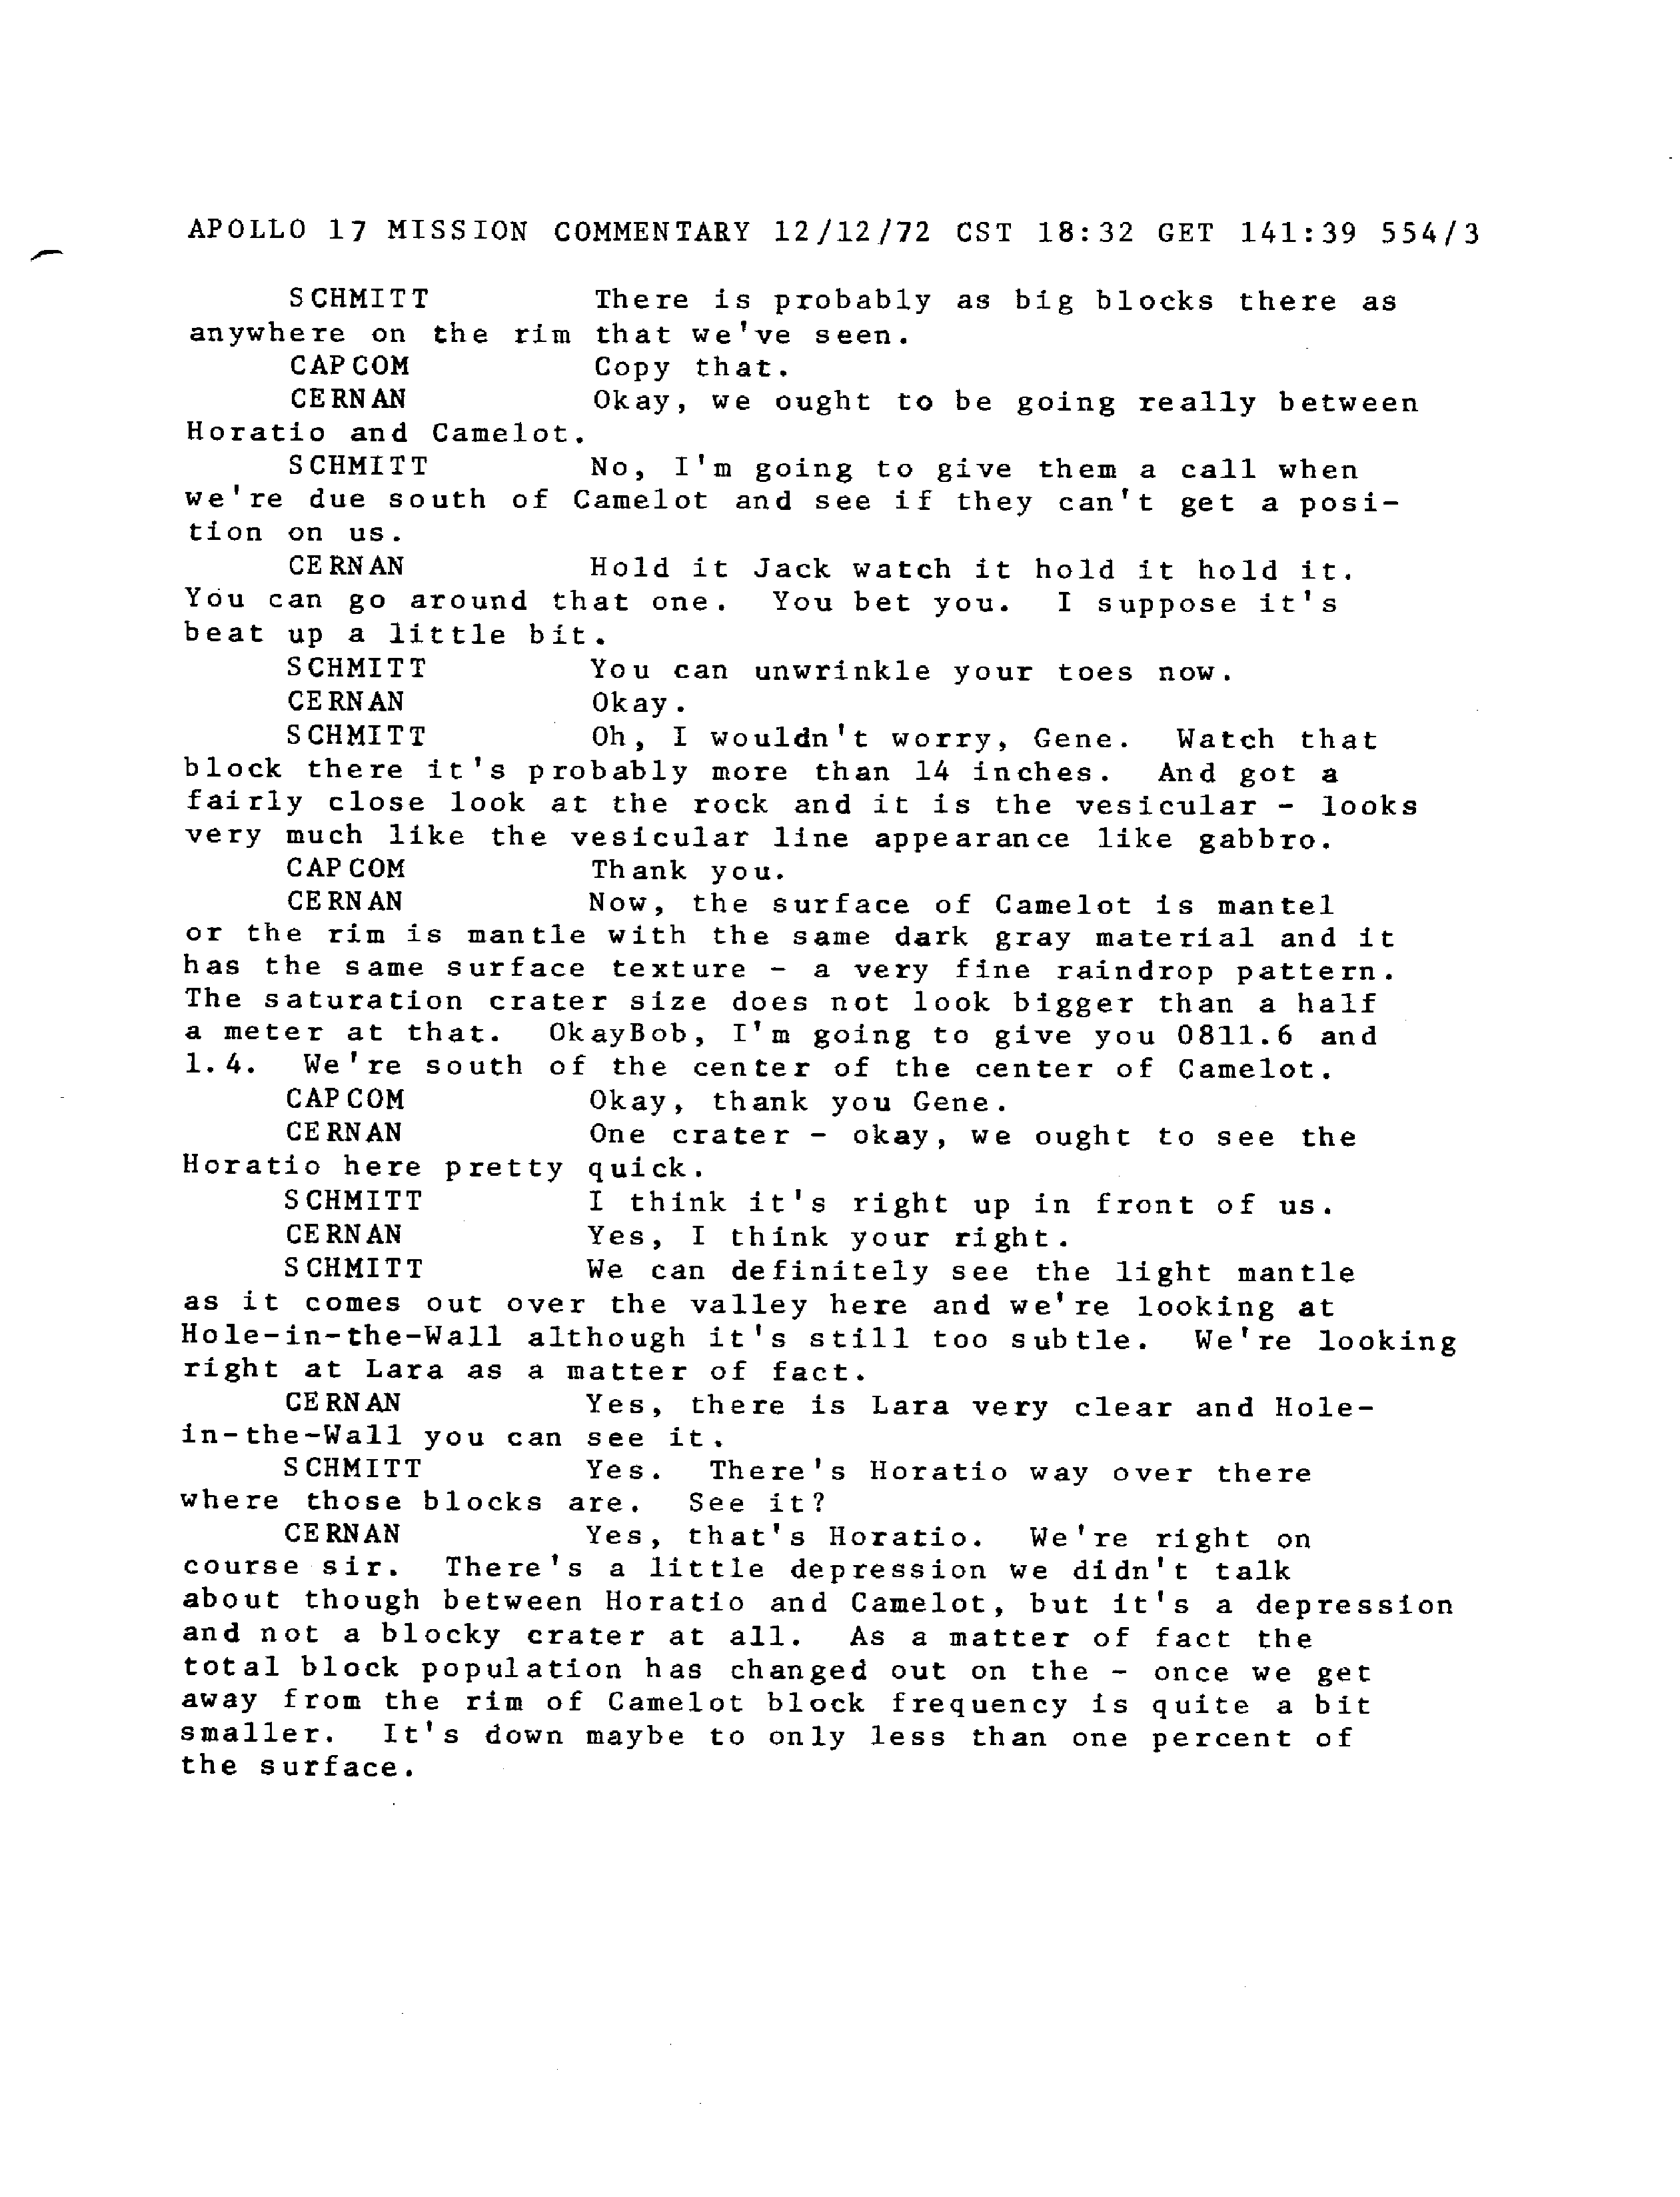 APOLLO 17 MISSION COMMENTARY 12/12/72 CST 18:32 GET 141:39 554/3
SCHMITT There is probably as big blocks there as
anywhere on the rim that we've seen.
CAPCOM Copy that.
CERNAN Okay, we ought to be going really between
Horatio and Camelot.
SCHMITT No, I'm going to give them a call when
we're due south of Camelot and see if they can't get a posi-
tion on us.
CERNAN Hold it Jack watch it hold it hold it.
You can go around that one. You bet you. I suppose it's
beat up a little bit.
SCHMITT You can unwrinkle your toes now.
CERNAN Okay.
SCHMITT Oh, I wouldn't worry, Gene. Watch that
block there it's probably more than 14 inches. And got a
fairly close look at the rock and it is the vesicular - looks
very much like the vesicular line appearance like gabbro.
CAPCOM Thank you.
CERNAN Now, the surface of Camelot is mantel
or the rim is mantle with the same dark gray material and it
has the same surface texture - a very fine raindrop pattern.
The saturation crater size does not look bigger than a half
a meter at that. OkayBob, I'm going to give you 0811.6 and
1.4. We're south of the center of the center of Camelot.
CAPCOM Okay, thank you Gene.
CERNAN One crater - okay, we ought to see the
Horatio here pretty quick.
SCHMITT I think it's right up in front of us.
CERNAN Yes, I think your right.
SCHMITT We can definitely see the light mantle
as it comes out over the valley here and we're looking at
Hole-in-the-Wall although it's still too subtle. We're looking
right at Lara as a matter of fact.
CERNAN Yes, there is Lara very clear and Hole-
in-the-Wall you can see it.
SCHMITT Yes. There's Horatio way over there
where those blocks are. See it?
CERNAN Yes, that's Horatio. We're right on
course sir. There's a little depression we didn't talk
about though between Horatio and Camelot, but it's a depression
and not a blocky crater at all. As a matter of fact the
total block population has changed out on the - once we get
away from the rim of Camelot block frequency is quite a bit
smaller. It's down maybe to only less than one percent of
the surface.